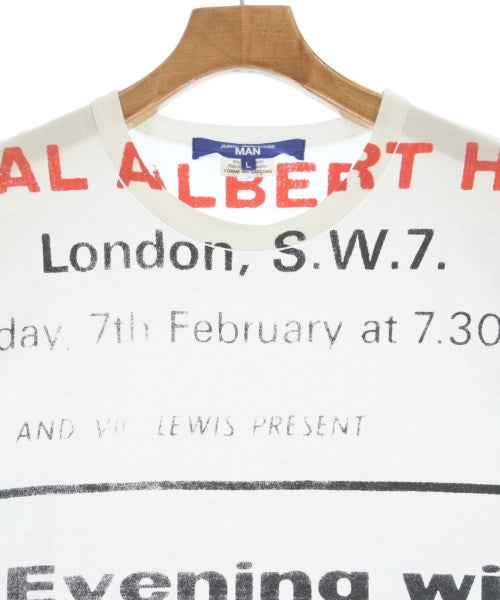 MAN
L
COMME des GARÇONS
AL ALBERT H
London, S.W.7.
day, 7th February at 7.30
AND VIC LEWIS PRESENT
Evening wi